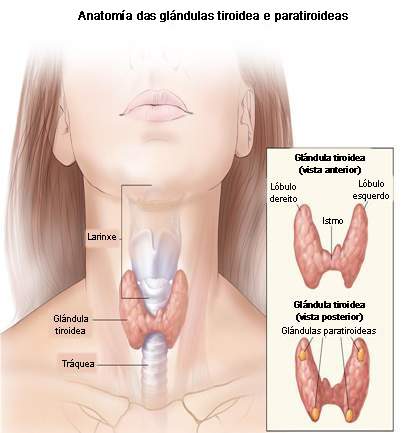 Anatomía das glándulas tiroidea e paratiroideas
Larinxe
Glándula
tiroidea
Tráquea
Glándula tiroidea
(vista anterior)
Lóbulo
dereito
Lóbulo
esquerdo
Istmo
Glándula tiroidea
(vista posterior)
Glándulas paratiroideas